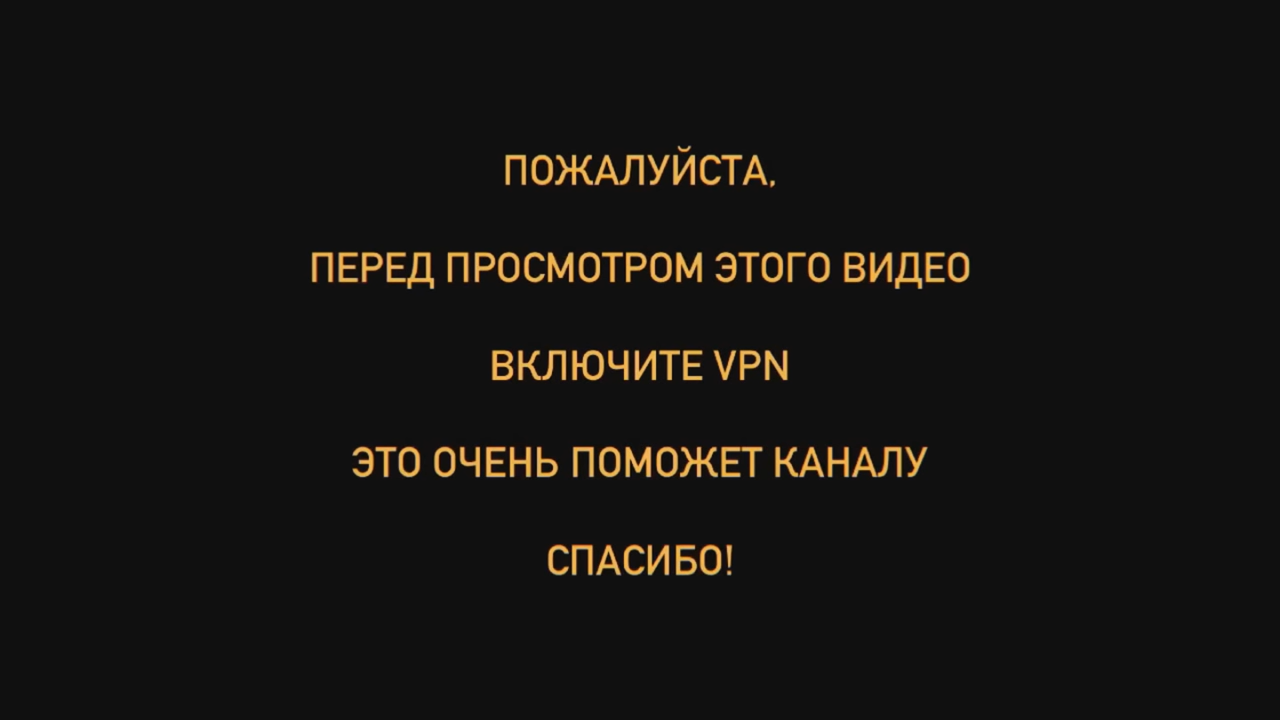 ПОЖАЛУЙСТА,
ПЕРЕД ПРОСМОТРОМ ЭТОГО ВИДЕО
ВКЛЮЧИТЕ VPN
ЭТО ОЧЕНЬ ПОМОЖЕТ КАНАЛУ
СПАСИБО!